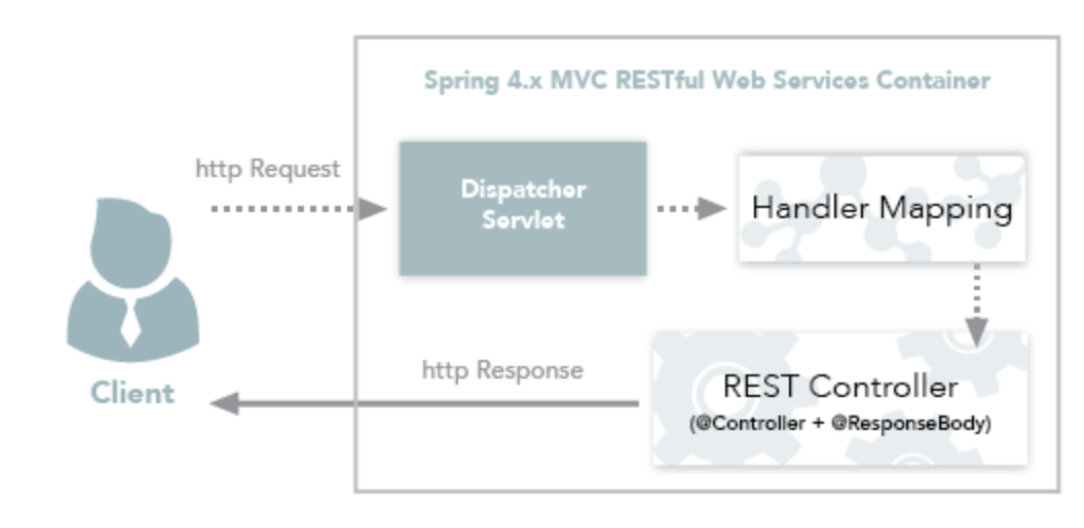 Spring 4.x MVC RESTful Web Services Container
http Request
Dispatcher
Servlet
Handler Mapping
Client
http Response
REST Controller
(@Controller + @ResponseBody)